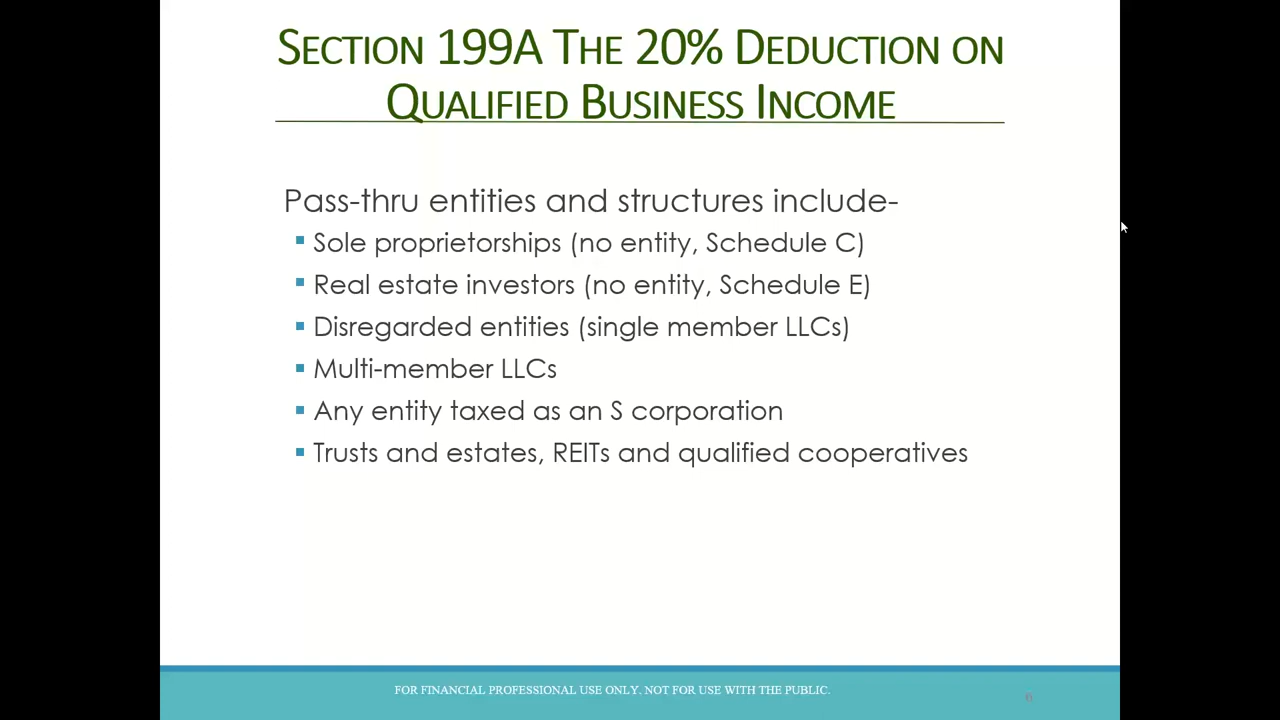 SECTION 199A THE 20% DEDUCTION ON
QUALIFIED BUSINESS INCOME
Pass-thru entities and structures include-
▪ Sole proprietorships (no entity, Schedule C)
▪ Real estate investors (no entity, Schedule E)
▪ Disregarded entities (single member LLCs)
▪ Multi-member LLCs
▪ Any entity taxed as an S corporation
▪ Trusts and estates, REITs and qualified cooperatives
FOR FINANCIAL PROFESSIONAL USE ONLY. NOT FOR USE WITH THE PUBLIC.